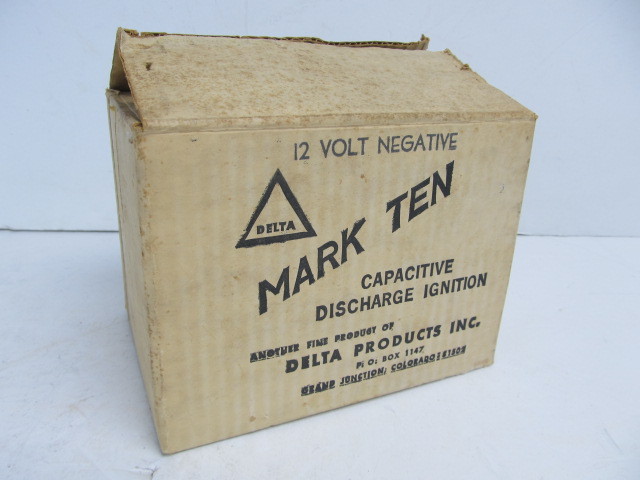 12 VOLT NEGATIVE
DELTA
MARK TEN
CAPACITIVE
DISCHARGE IGNITION
ANOTHER FINE PRODUCT OF
DELTA PRODUCTS INC.
P. O. BOX 1147
GRAND JUNCTION, COLORADO 81502